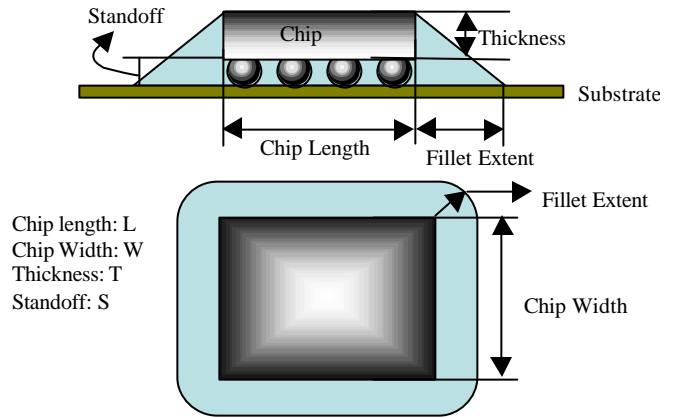 Standoff
Chip
Thickness
Substrate
Chip Length
Fillet Extent
Fillet Extent
Chip length: L
Chip Width: W
Thickness: T
Standoff: S
Chip Width